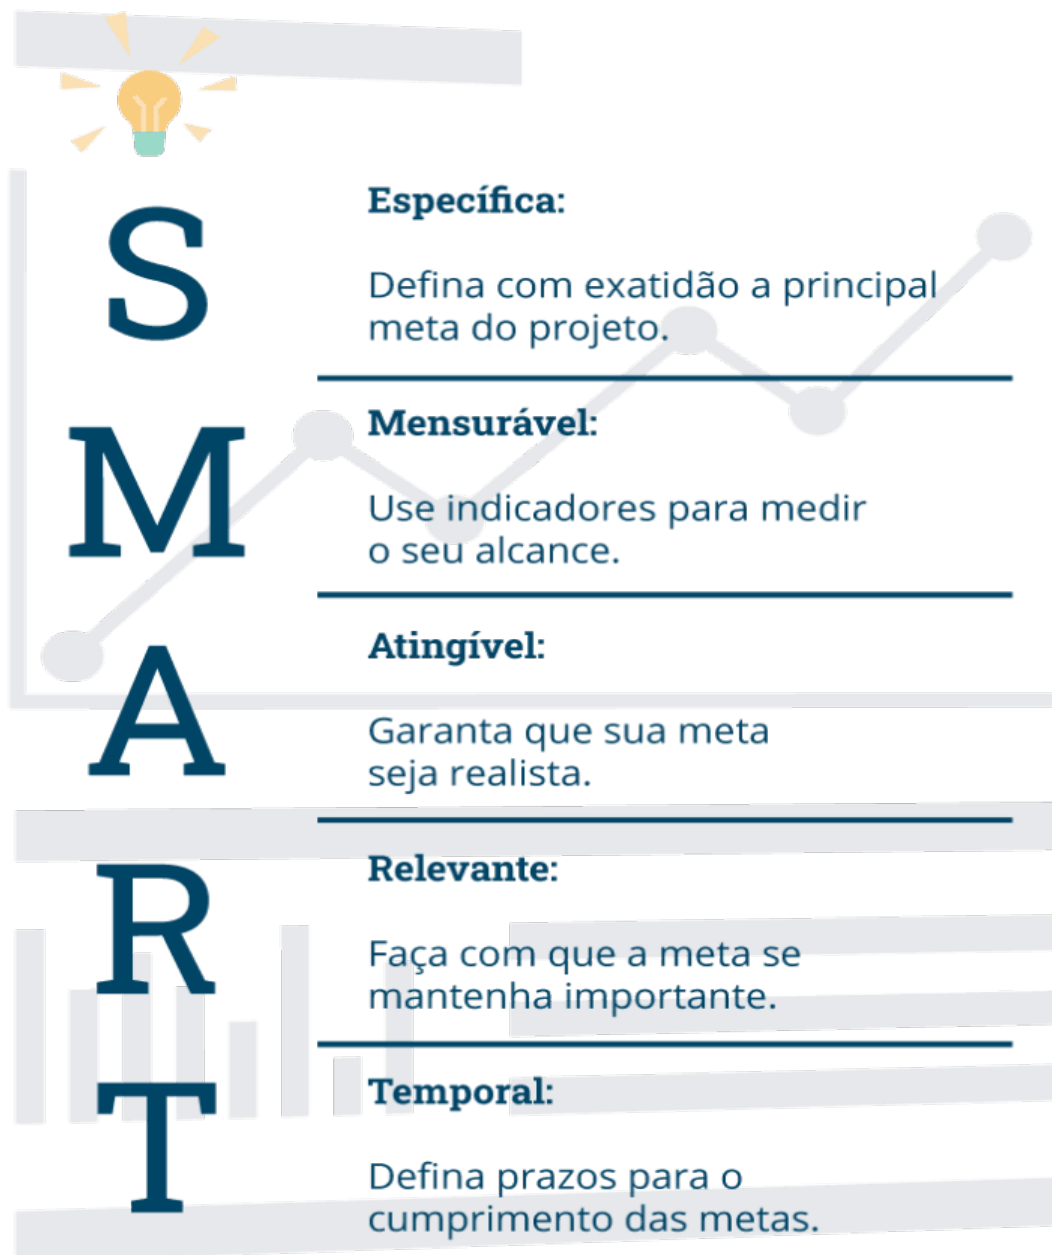 S
Específica:
Defina com exatidão a principal
meta do projeto.
M
Mensurável:
Use indicadores para medir
o seu alcance.
A
Atingível:
Garanta que sua meta
seja realista.
R
Relevante:
Faça com que a meta se
mantenha importante.
T
Temporal:
Defina prazos para o
cumprimento das metas.